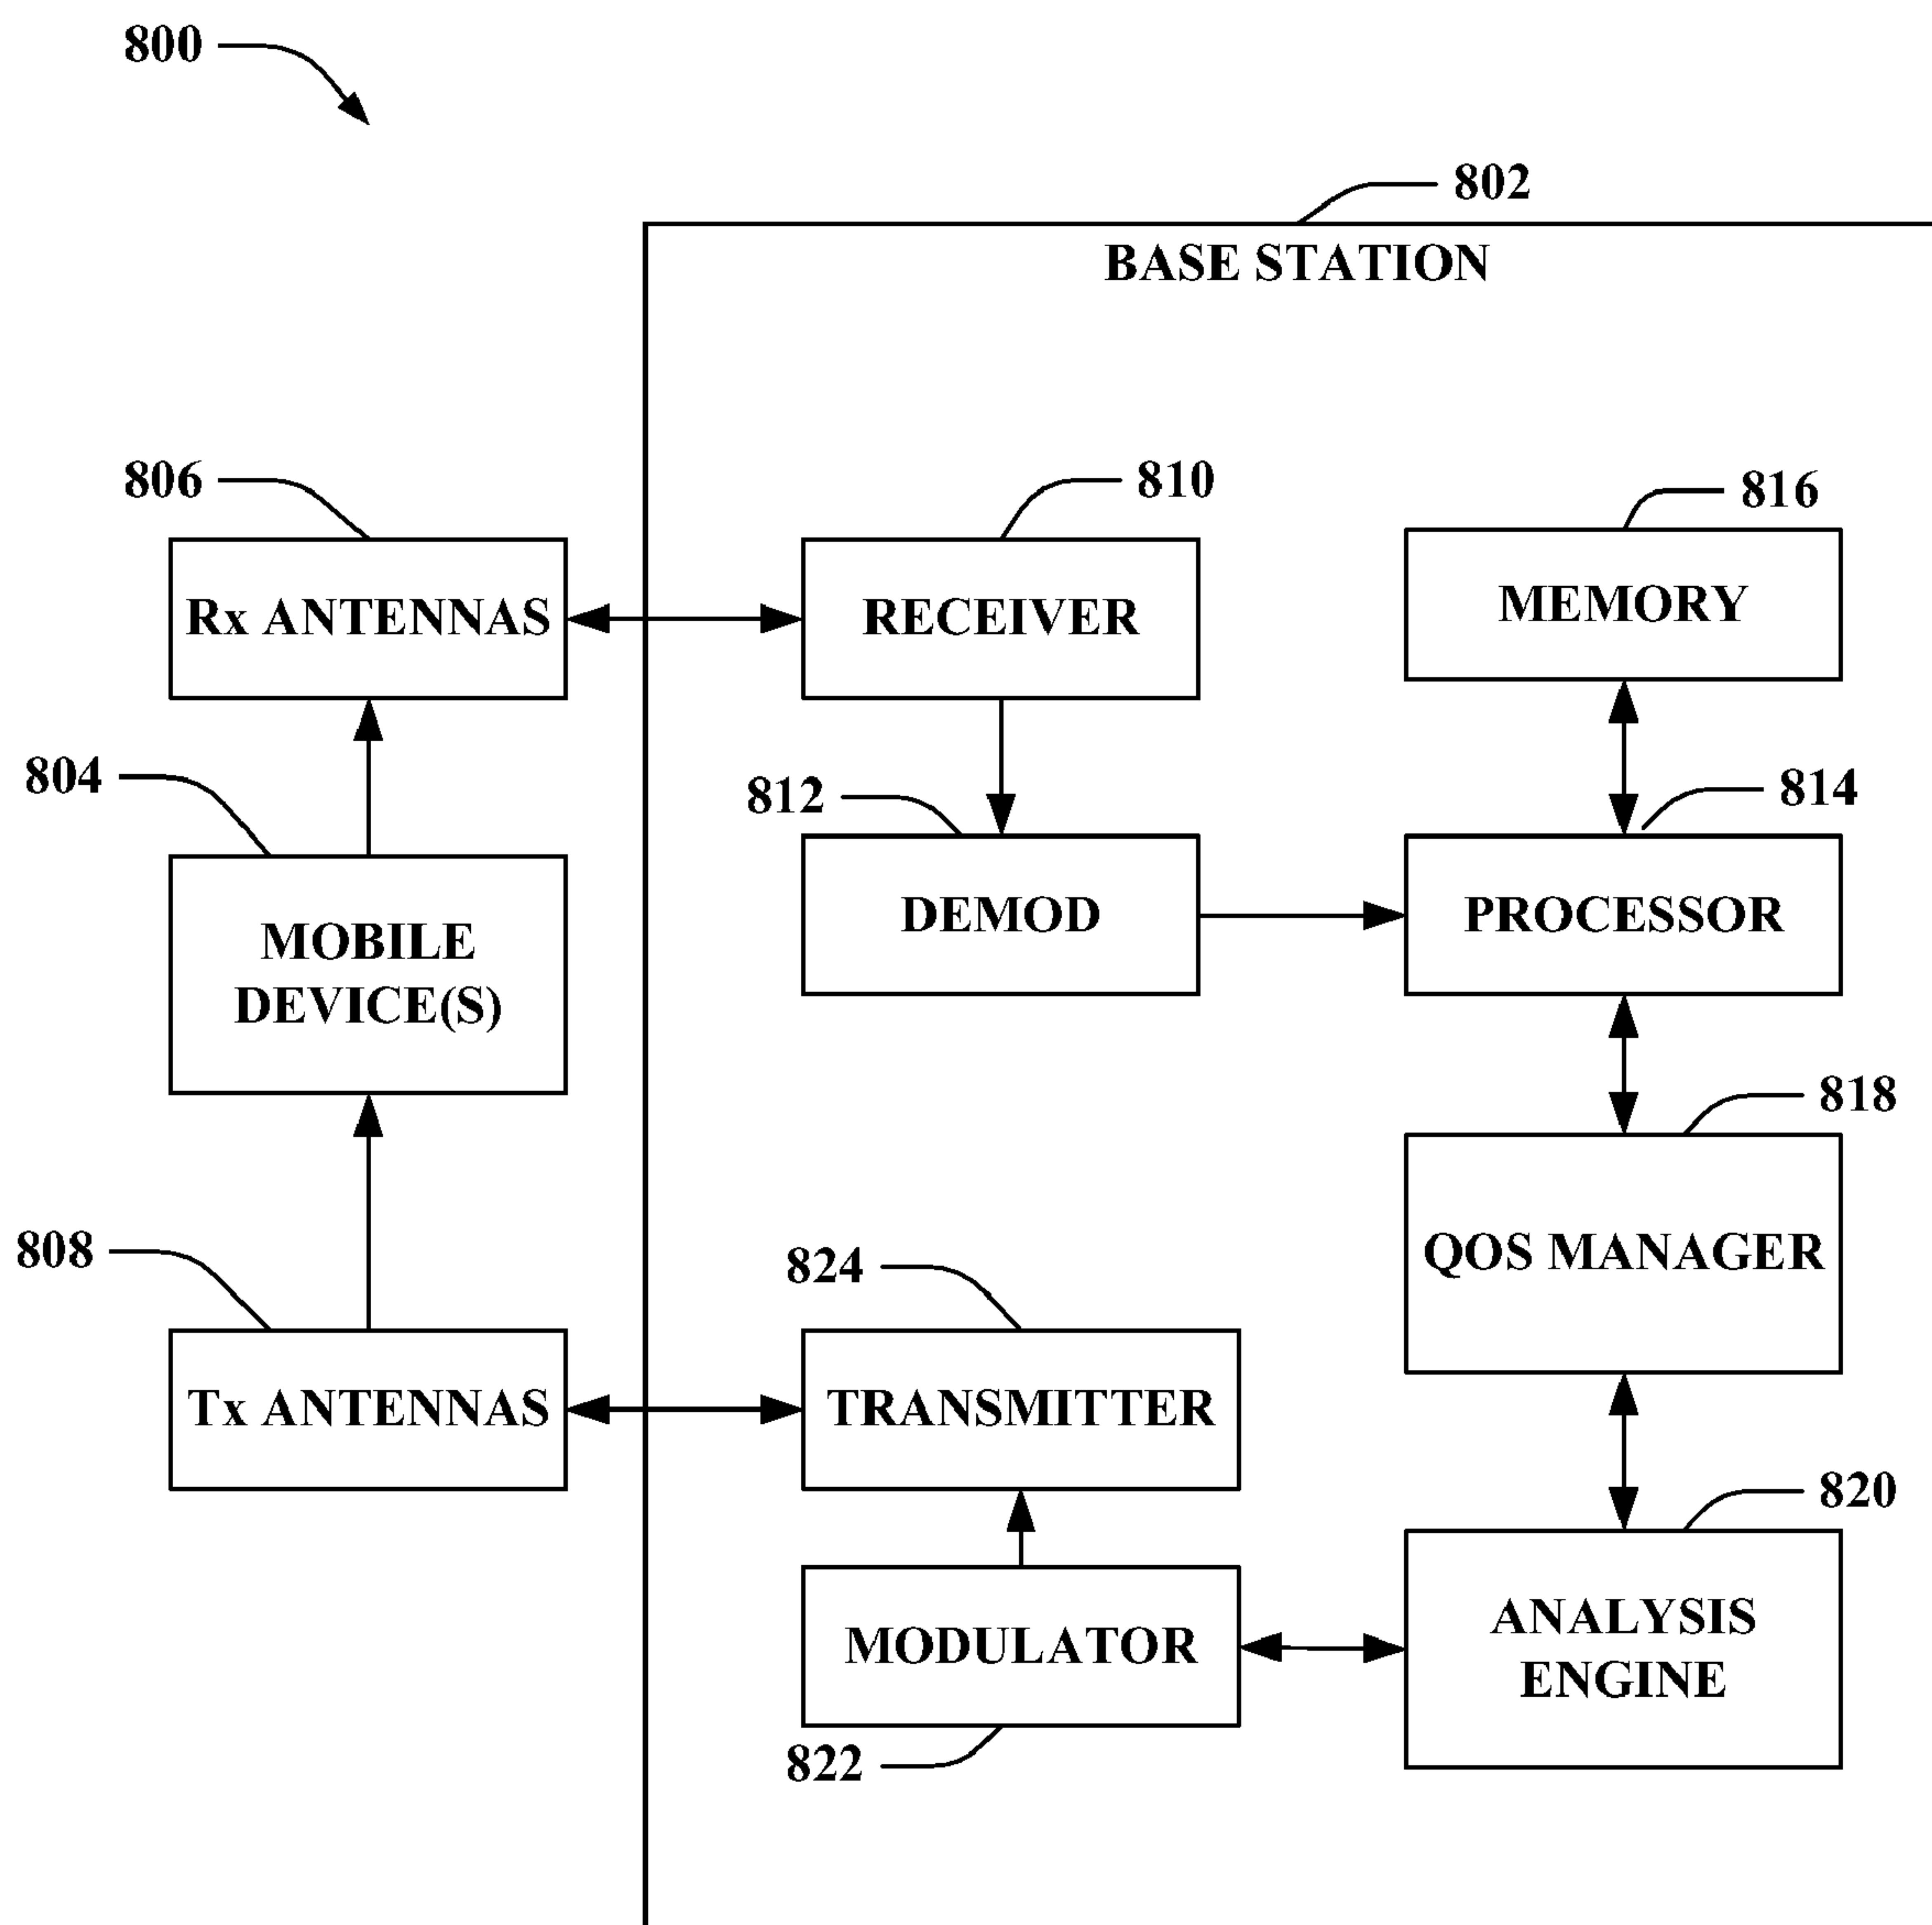 800
802
BASE STATION
806
810
816
Rx ANTENNAS
RECEIVER
MEMORY
804
812
814
MOBILE
DEVICE(S)
DEMOD
PROCESSOR
818
808
824
QOS MANAGER
Tx ANTENNAS
TRANSMITTER
820
MODULATOR
ANALYSIS
ENGINE
822